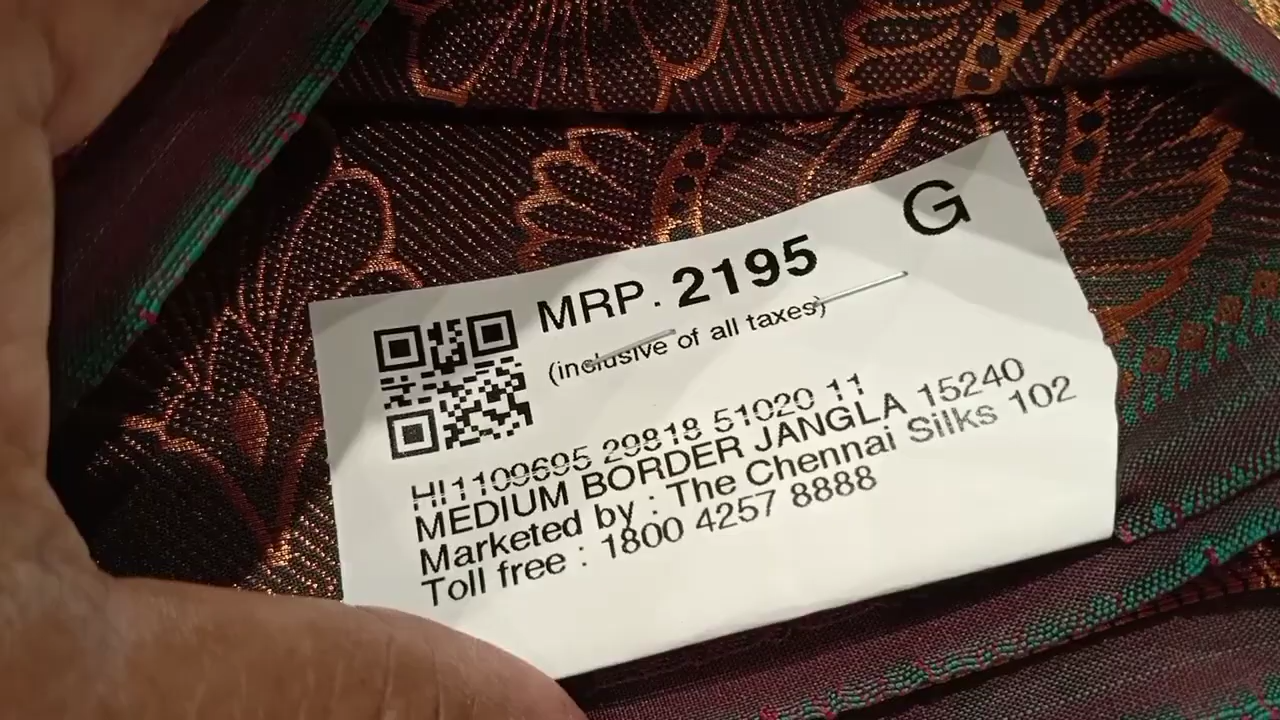 G
MRP. 2195
(inclusive of all taxes)
HI1109695 29818 51020 11
MEDIUM BORDER JANGLA 15240
Marketed by : The Chennai Silks 102
Toll free : 1800 4257 8888